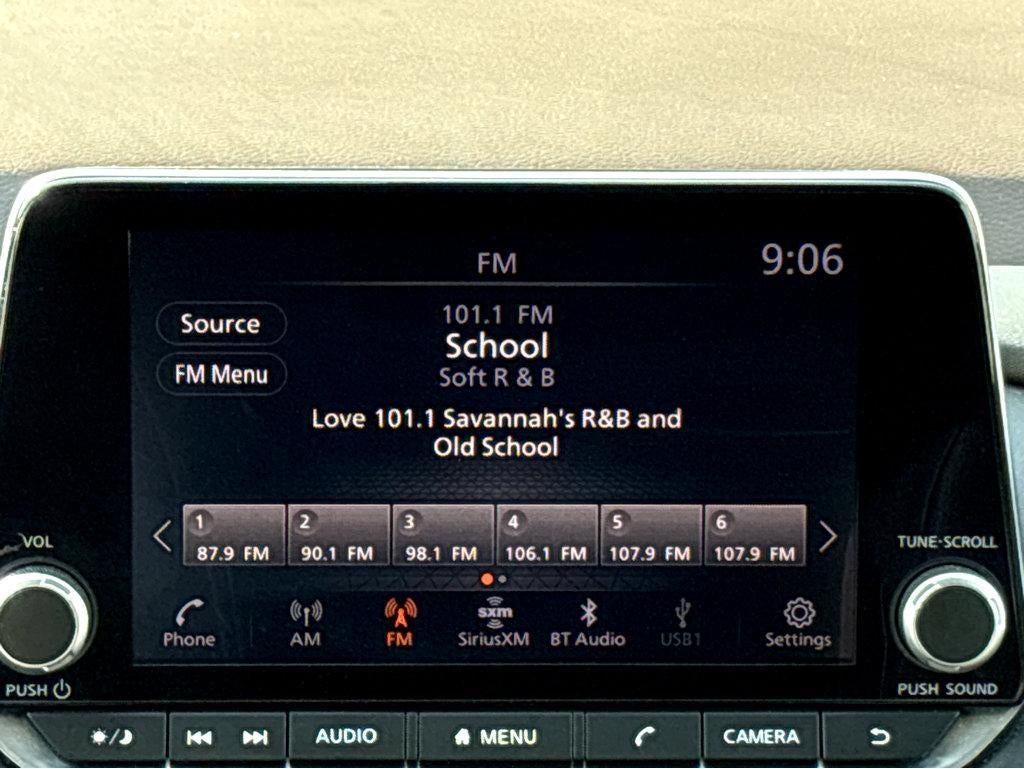 FM
9:06
Source
101.1 FM
School
FM Menu
Soft R & B
Love 101.1 Savannah's R&B and
Old School
1
2
3
4
5
6
87.9 FM
90.1 FM
98.1 FM
106.1 FM
107.9 FM
107.9 FM
VOL
TUNE·SCROLL
Phone
AM
FM
sxm
SiriusXM
BT Audio
USB1
Settings
PUSH
PUSH SOUND
AUDIO
MENU
CAMERA